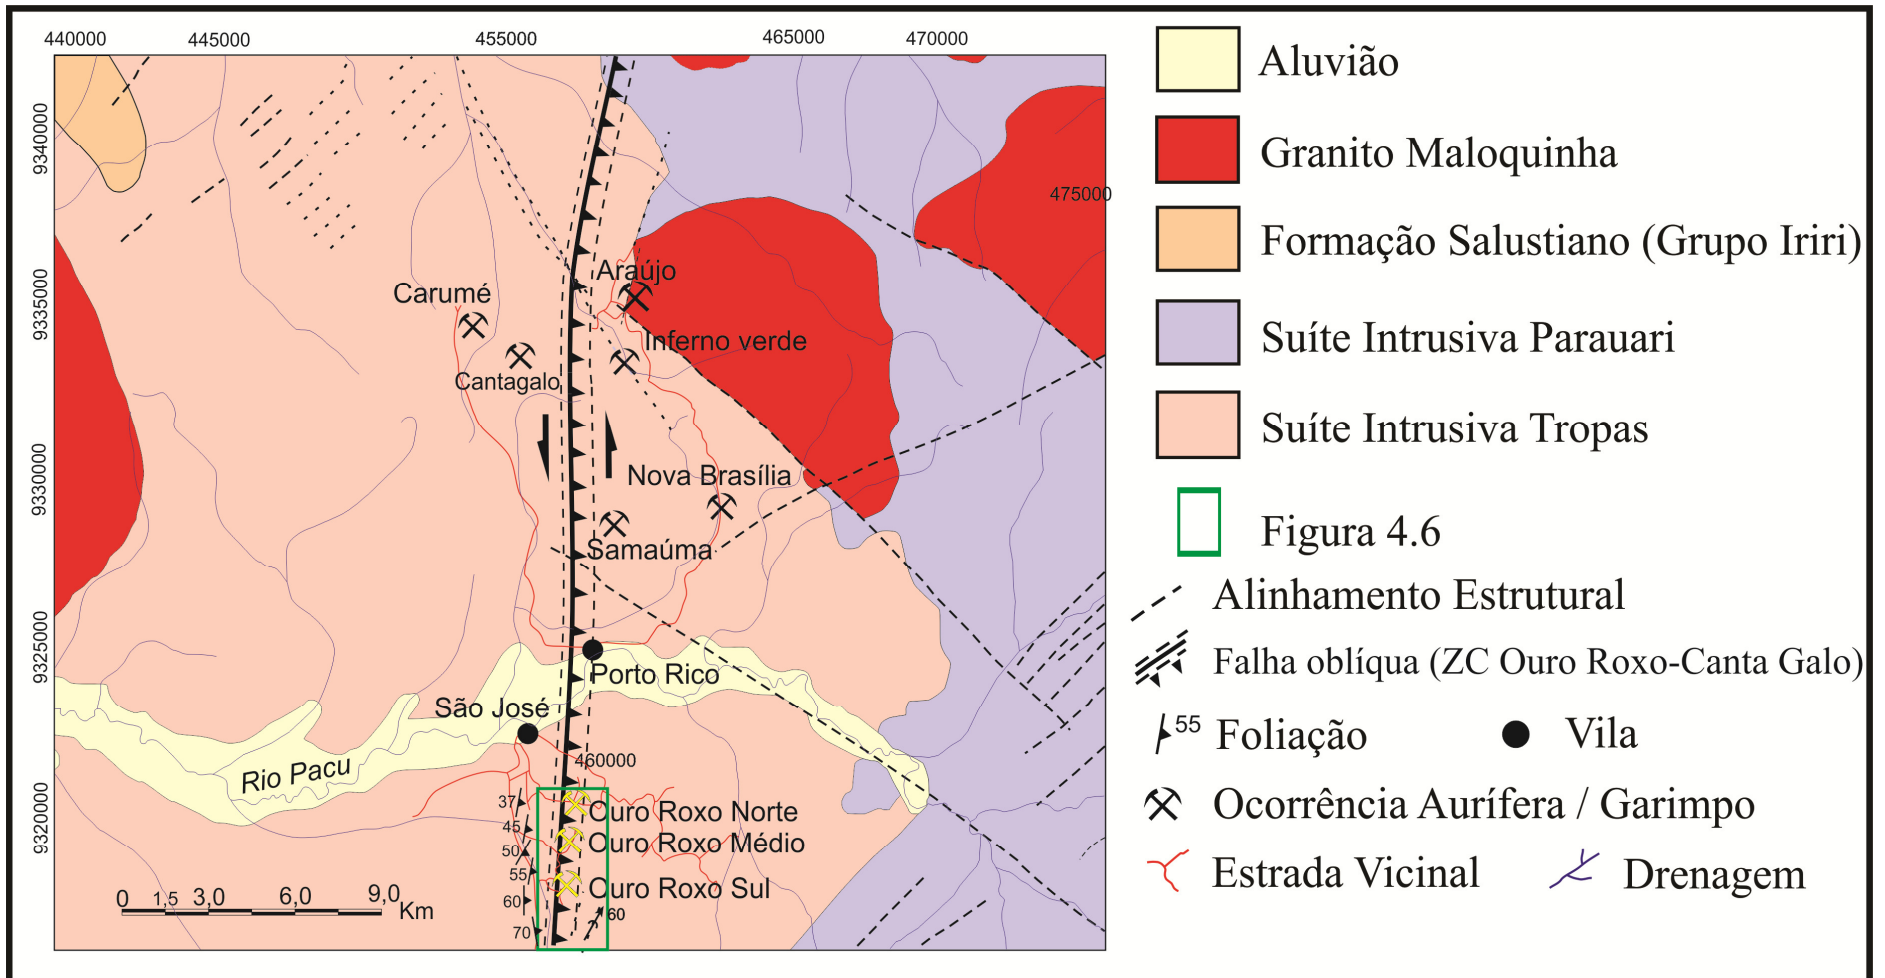 440000 445000 455000 465000 470000
9340000
9335000
9330000
9325000
9320000
475000
Araújo
Carumé
Inferno verde
Cantagalo
Nova Brasília
Samaúma
Porto Rico
São José
460000
Rio Pacu
37
45
50
55
60
70
60
Ouro Roxo Norte
Ouro Roxo Médio
Ouro Roxo Sul
0 1,5 3,0 6,0 9,0 Km
Aluvião
Granito Maloquinha
Formação Salustiano (Grupo Iriri)
Suíte Intrusiva Parauari
Suíte Intrusiva Tropas
Figura 4.6
Alinhamento Estrutural
Falha oblíqua (ZC Ouro Roxo-Canta Galo)
55 Foliação Vila
Ocorrência Aurífera / Garimpo
Estrada Vicinal Drenagem